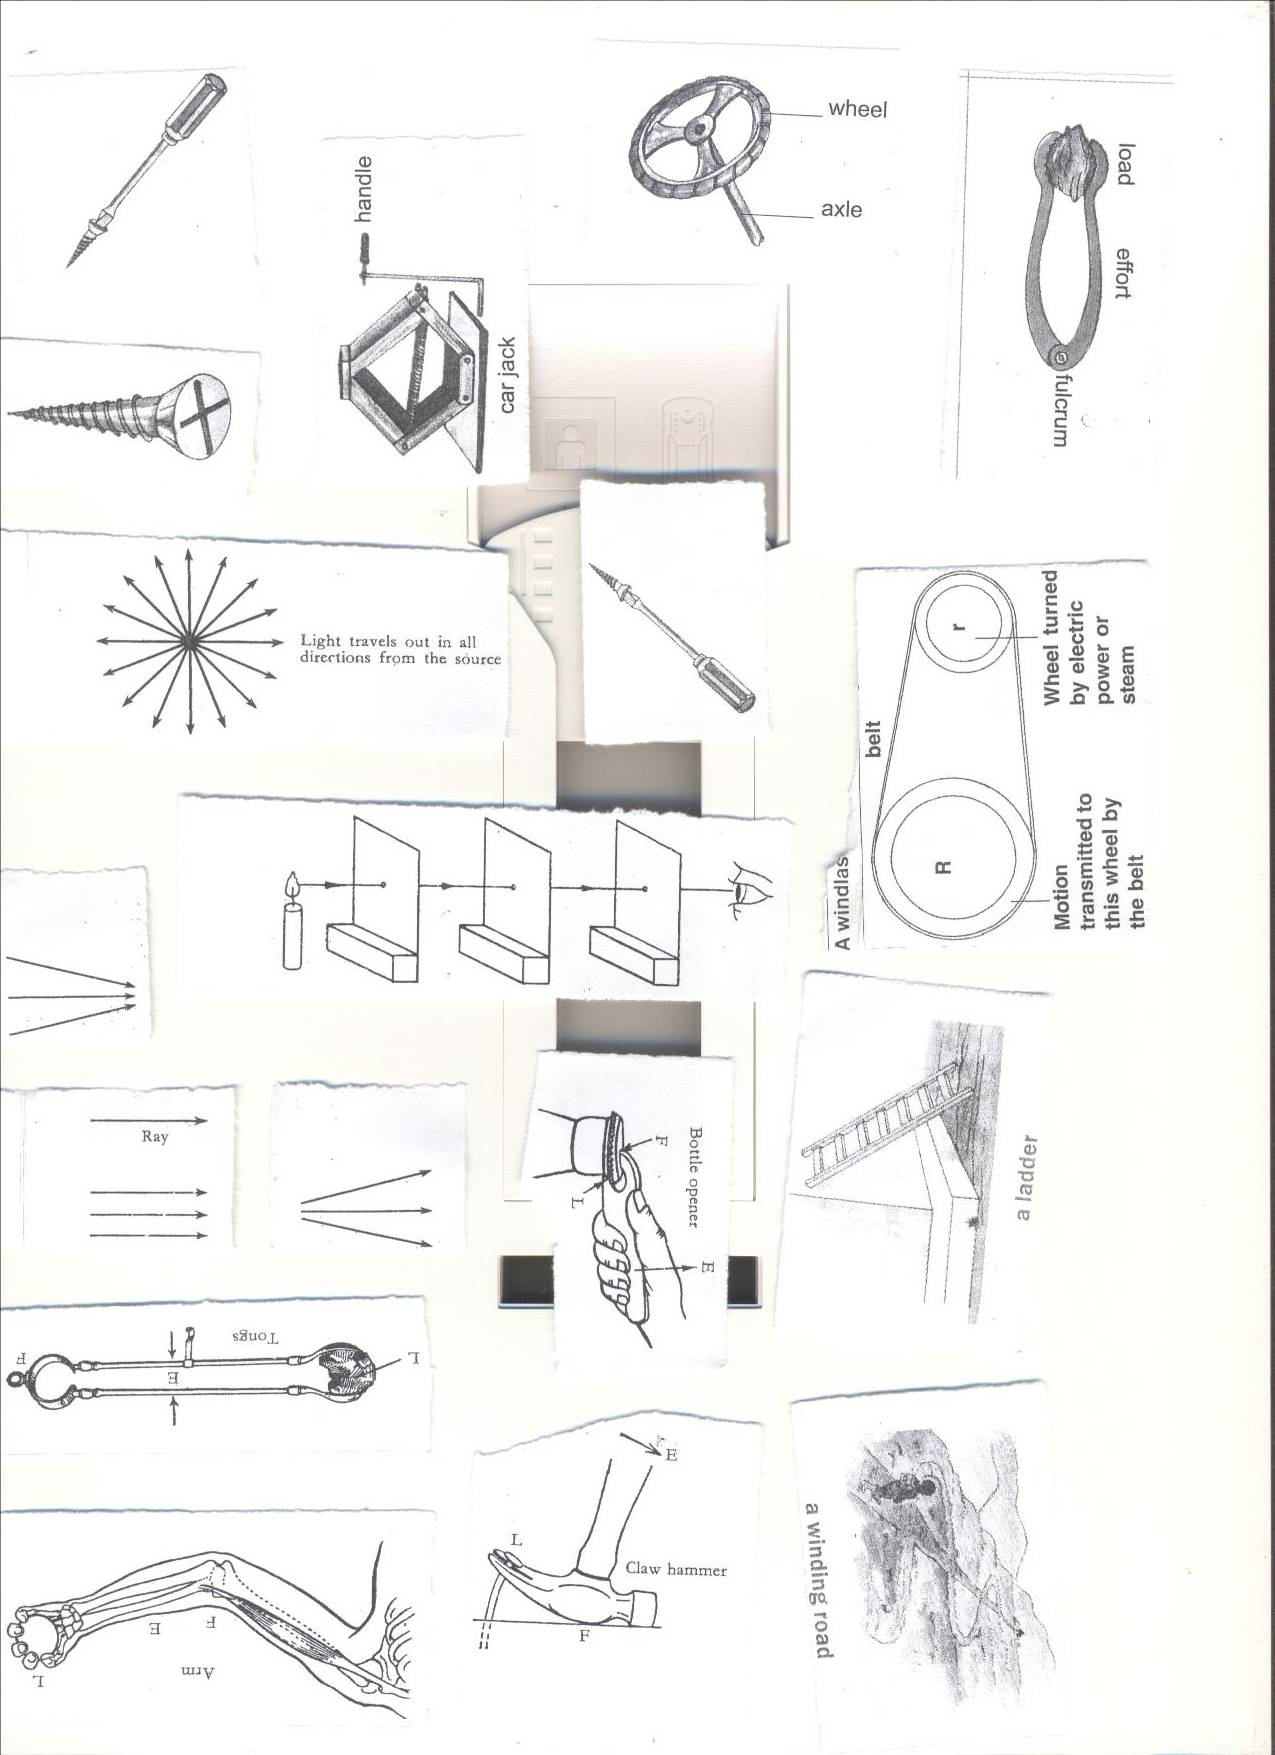 wheel
axle
handle
car jack
load
effort
fulcrum
Light travels out in all
directions from the source
belt
r
Wheel turned
by electric
power or
steam
R
Motion
transmitted to
this wheel by
the belt
A windlas
a ladder
Ray
Bottle opener
F
L
E
Tongs
F
E
L
E
L
Claw hammer
F
a winding road
Arm
F
E
L